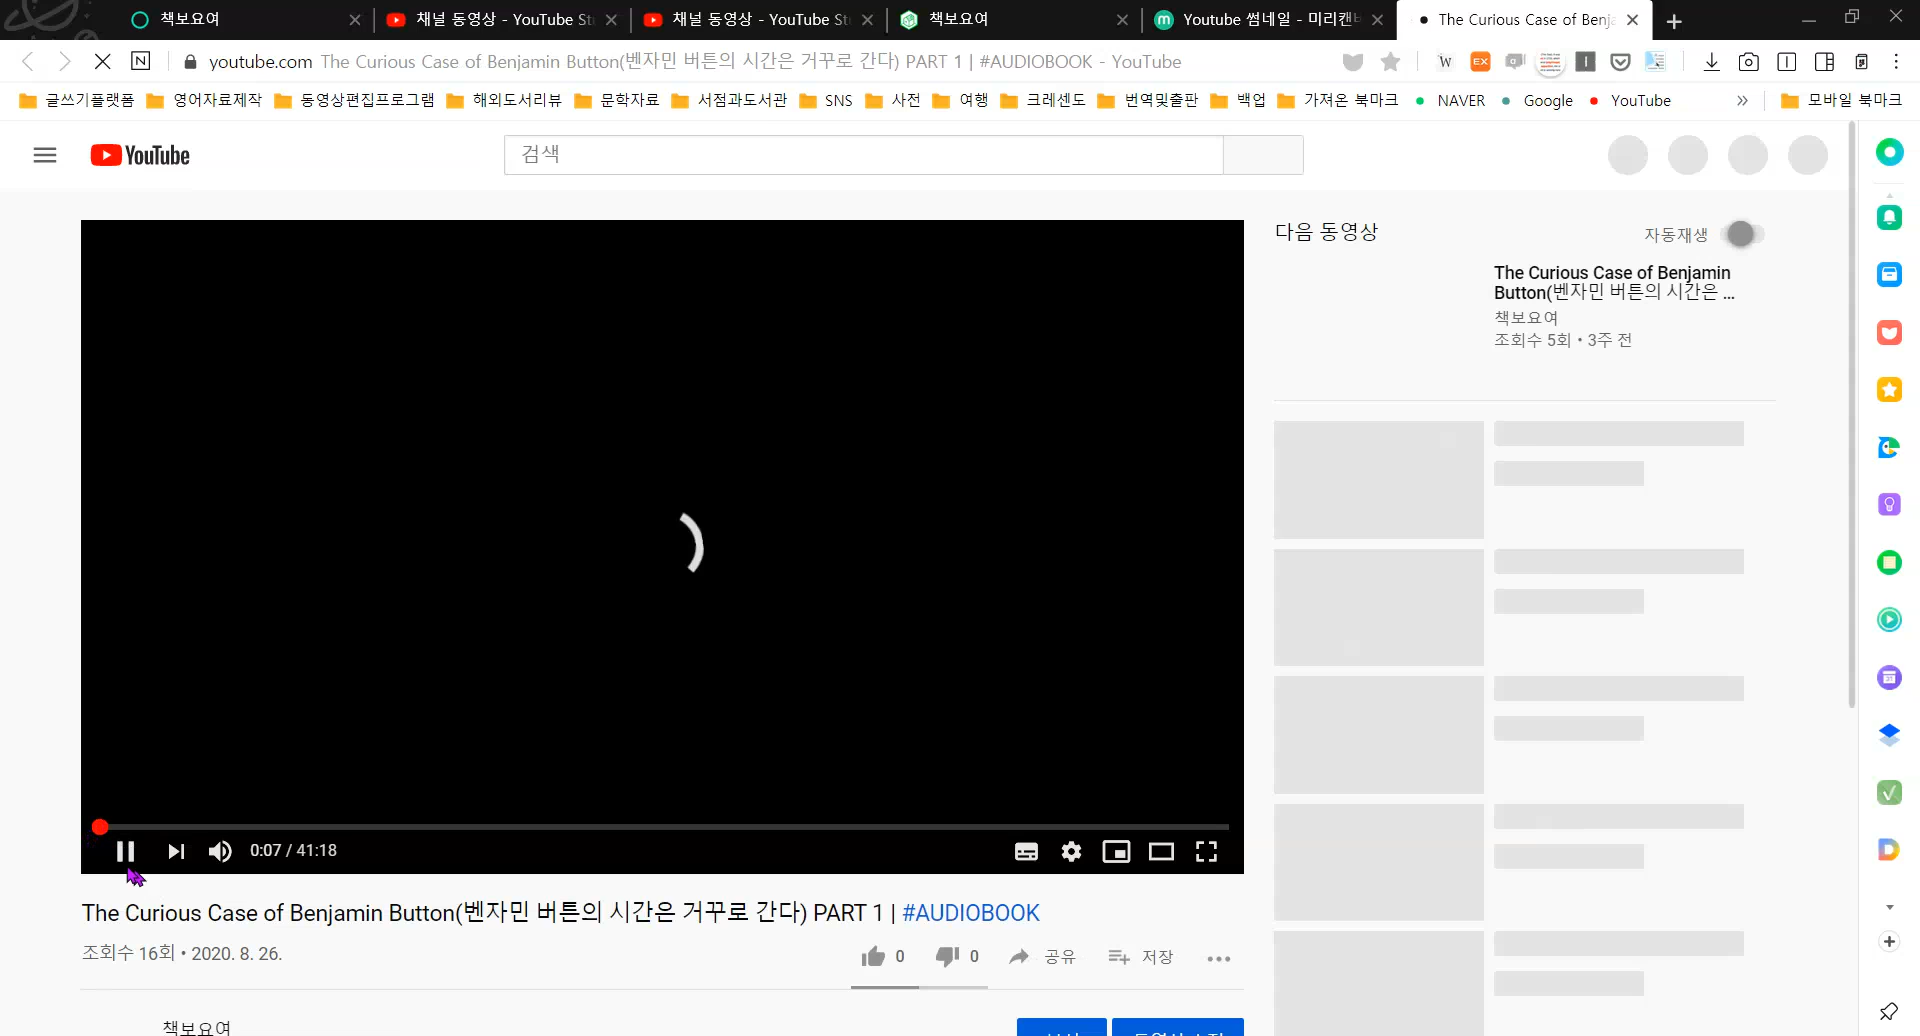 책보요여
채널 동영상 - YouTube St
채널 동영상 - YouTube St
책보요여
Youtube 썸네일 - 미리캔버
The Curious Case of Benja
N
youtube.com The Curious Case of Benjamin Button(벤자민 버튼의 시간은 거꾸로 간다) PART 1 | #AUDIOBOOK - YouTube
W
EX
글쓰기플랫폼
영어자료제작
동영상편집프로그램
해외도서리뷰
문학자료
서점과도서관
SNS
사전
여행
크레센도
번역및출판
백업
가져온 북마크
NAVER
Google
YouTube
모바일 북마크
YouTube
검색
다음 동영상
자동재생
The Curious Case of Benjamin
Button(벤자민 버튼의 시간은 ...
책보요여
조회수 5회 • 3주 전
0:07 / 41:18
The Curious Case of Benjamin Button(벤자민 버튼의 시간은 거꾸로 간다) PART 1 | #AUDIOBOOK
조회수 16회 • 2020. 8. 26.
0
0
공유
저장
책보요여